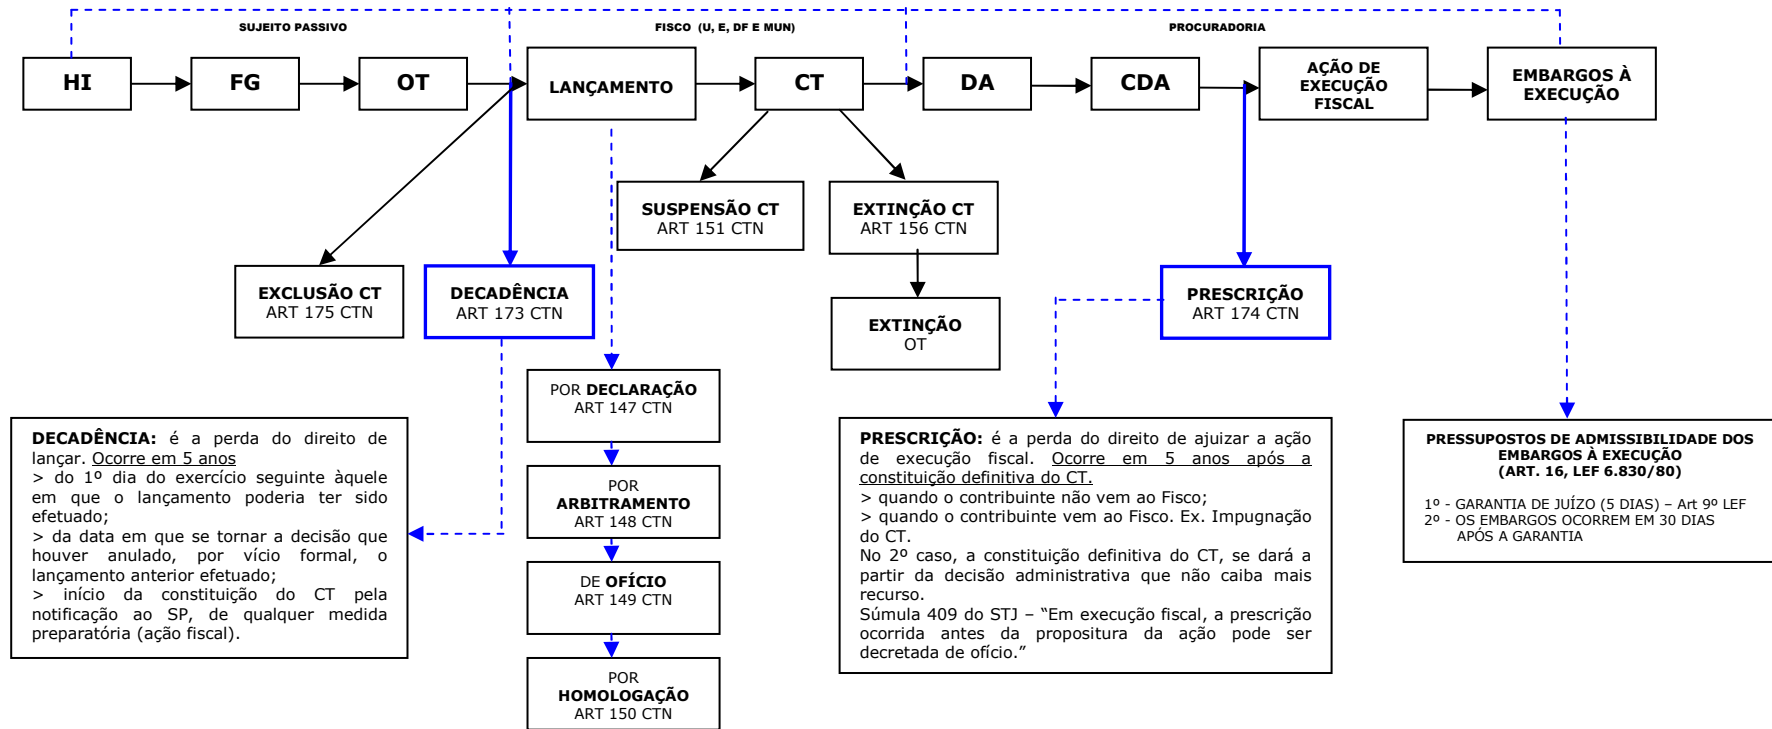 SUJEITO PASSIVO
FISCO (U, E, DF E MUN)
PROCURADORIA
HI
FG
OT
LANÇAMENTO
CT
DA
CDA
AÇÃO DE
EXECUÇÃO
FISCAL
EMBARGOS À
EXECUÇÃO
SUSPENSÃO CT
ART 151 CTN
EXTINÇÃO CT
ART 156 CTN
EXCLUSÃO CT
ART 175 CTN
DECADÊNCIA
ART 173 CTN
PRESCRIÇÃO
ART 174 CTN
EXTINÇÃO
OT
POR DECLARAÇÃO
ART 147 CTN
POR
ARBITRAMENTO
ART 148 CTN
DE OFÍCIO
ART 149 CTN
POR
HOMOLOGAÇÃO
ART 150 CTN
DECADÊNCIA: é a perda do direito de
lançar. Ocorre em 5 anos
> do 1º dia do exercício seguinte àquele
em que o lançamento poderia ter sido
efetuado;
> da data em que se tornar a decisão que
houver anulado, por vício formal, o
lançamento anterior efetuado;
> início da constituição do CT pela
notificação ao SP, de qualquer medida
preparatória (ação fiscal).
PRESCRIÇÃO: é a perda do direito de ajuizar a ação
de execução fiscal. Ocorre em 5 anos após a
constituição definitiva do CT.
> quando o contribuinte não vem ao Fisco;
> quando o contribuinte vem ao Fisco. Ex. Impugnação
do CT.
No 2º caso, a constituição definitiva do CT, se dará a
partir da decisão administrativa que não caiba mais
recurso.
Súmula 409 do STJ – “Em execução fiscal, a prescrição
ocorrida antes da propositura da ação pode ser
decretada de ofício.”
PRESSUPOSTOS DE ADMISSIBILIDADE DOS
EMBARGOS À EXECUÇÃO
(ART. 16, LEF 6.830/80)
1º - GARANTIA DE JUÍZO (5 DIAS) – Art 9º LEF
2º - OS EMBARGOS OCORREM EM 30 DIAS
APÓS A GARANTIA